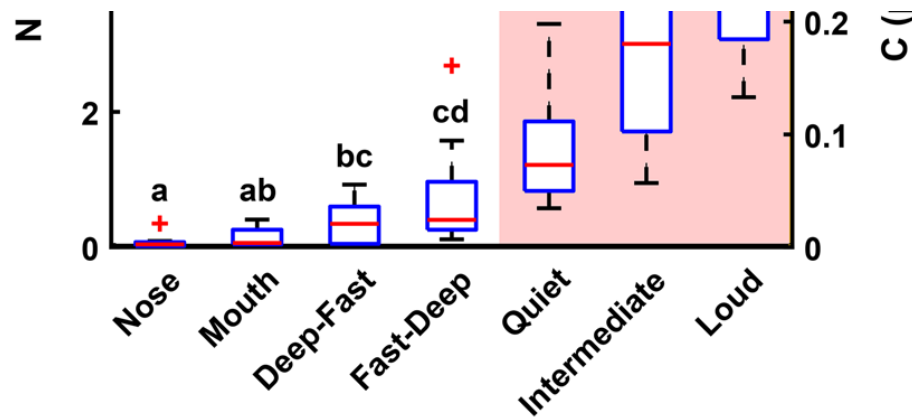 N
C (
0.2
2
0.1
0
0
a
ab
bc
cd
Nose
Mouth
Deep-Fast
Fast-Deep
Quiet
Intermediate
Loud